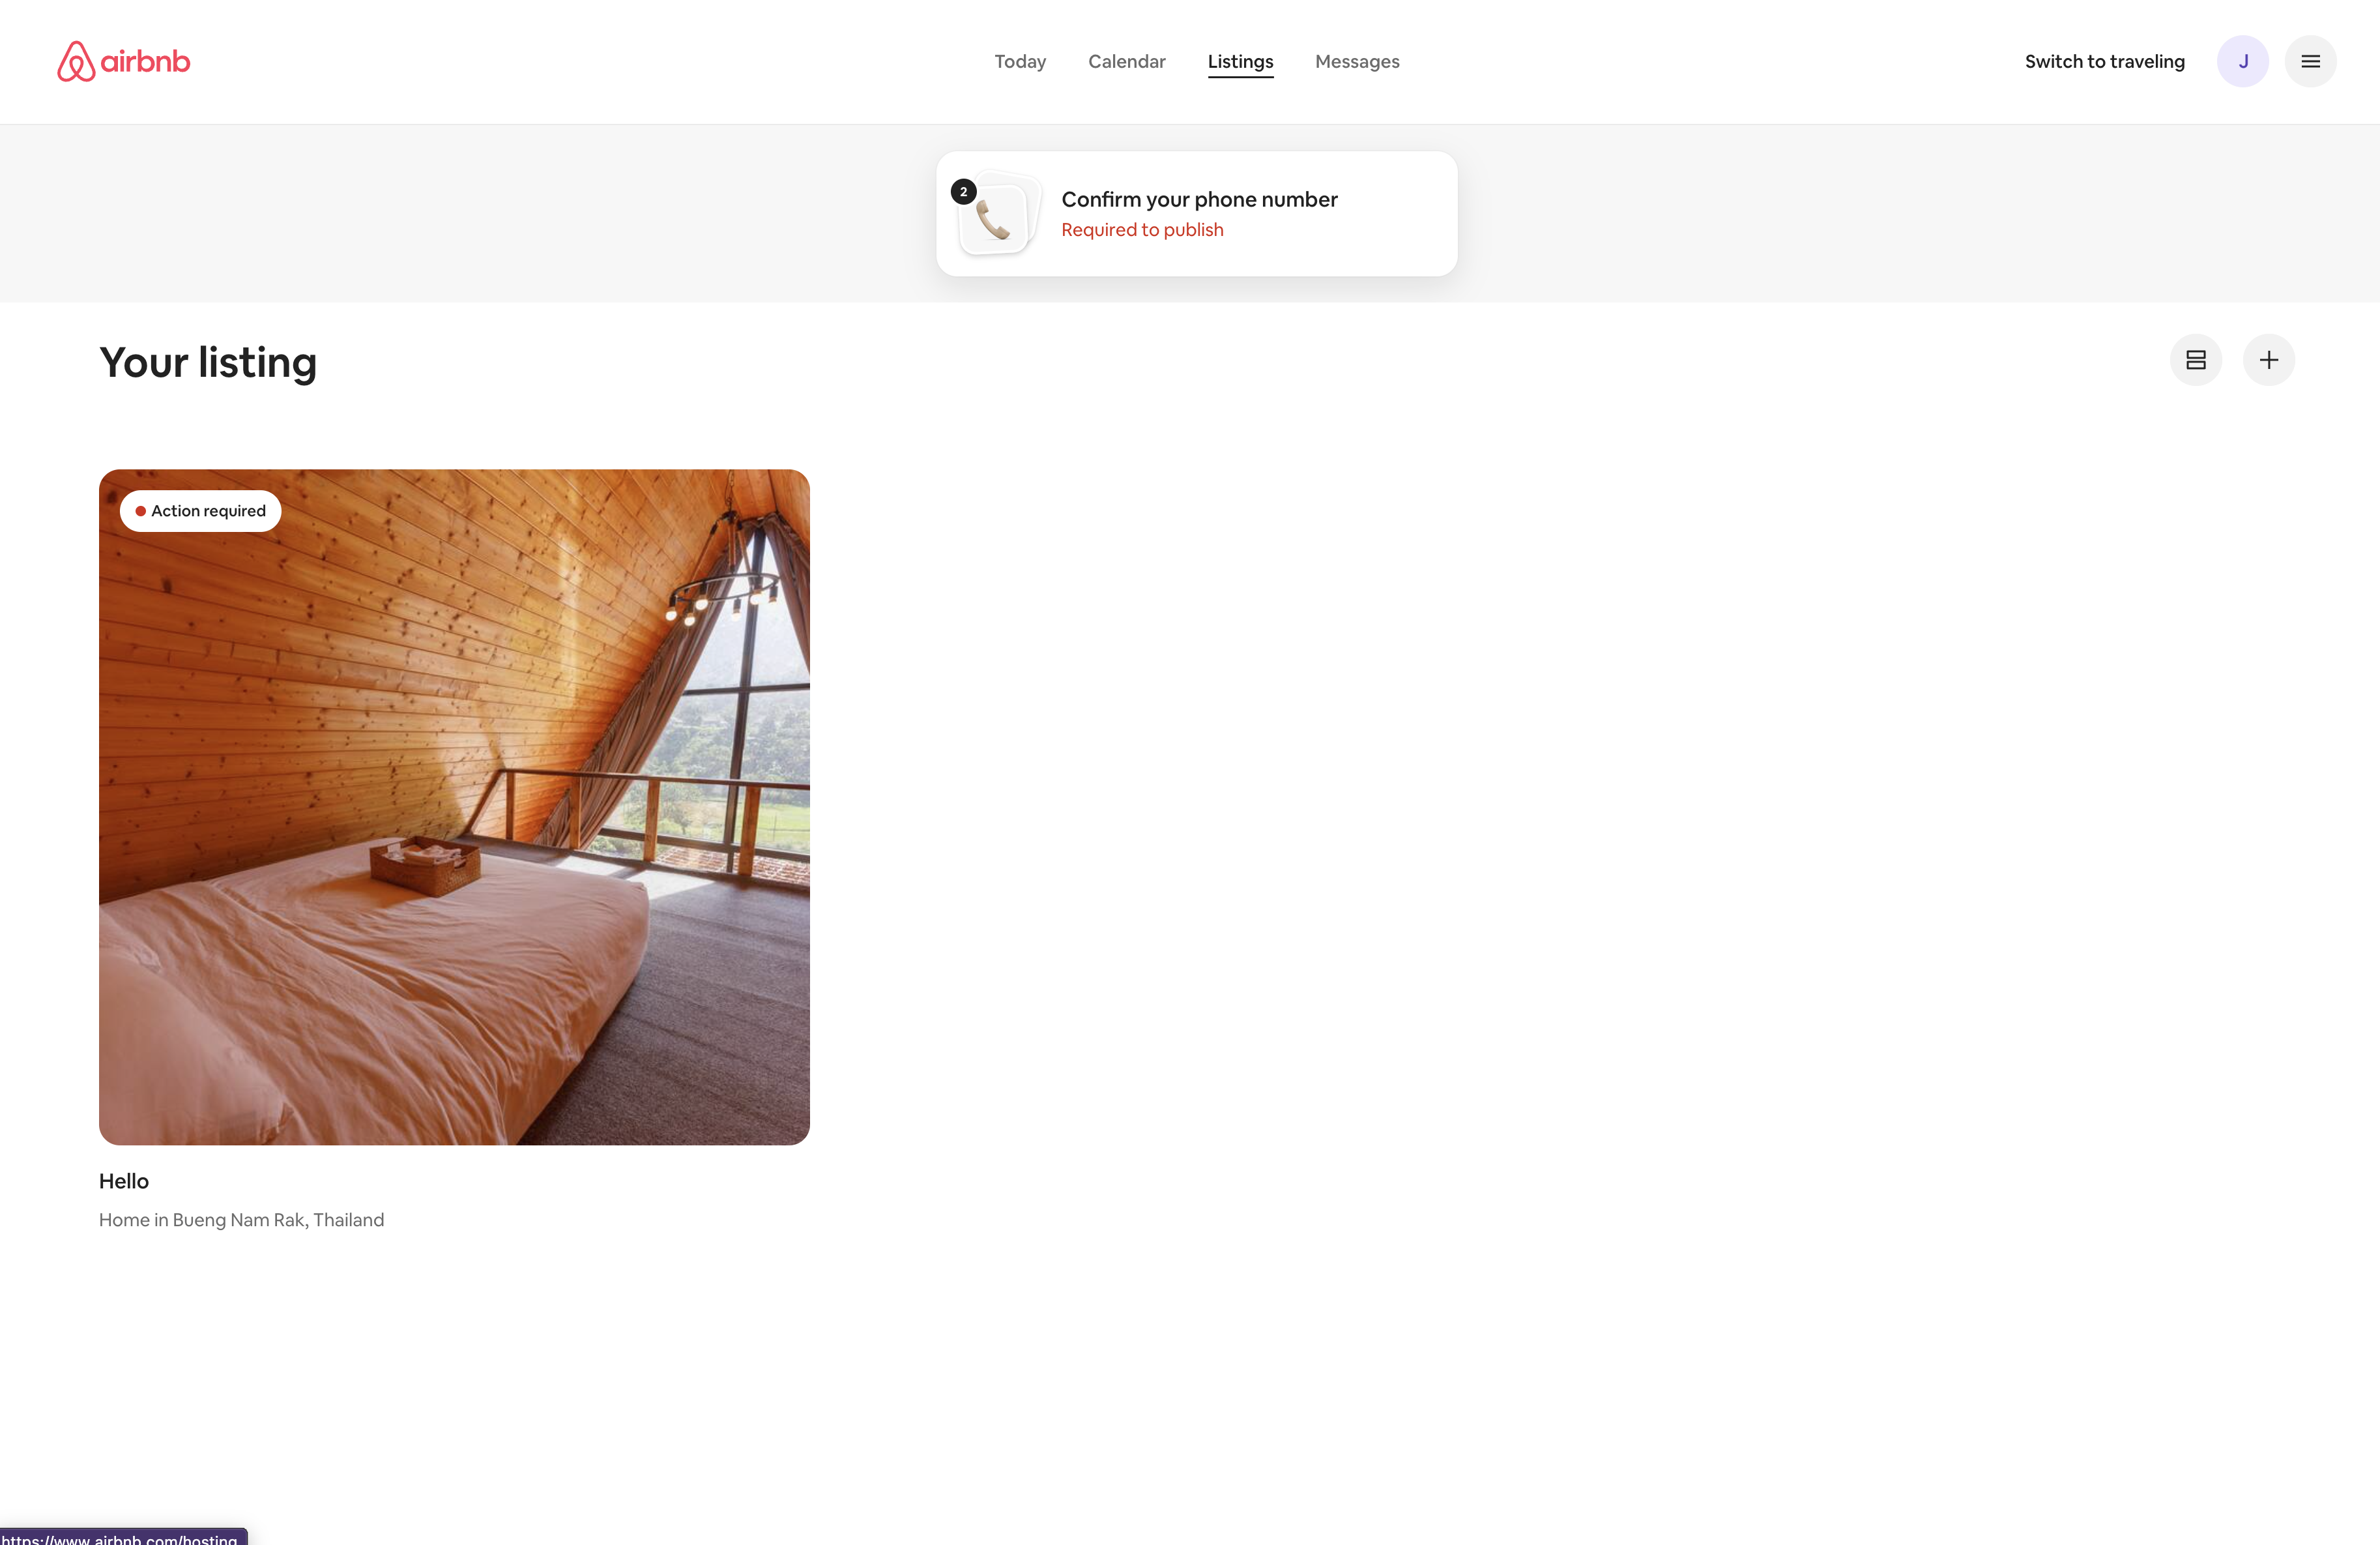 airbnb
Today
Calendar
Listings
Messages
Switch to traveling
J
2
Confirm your phone number
Required to publish
Your listing
Action required
Hello
Home in Bueng Nam Rak, Thailand
https://www.airbnb.com/hosting